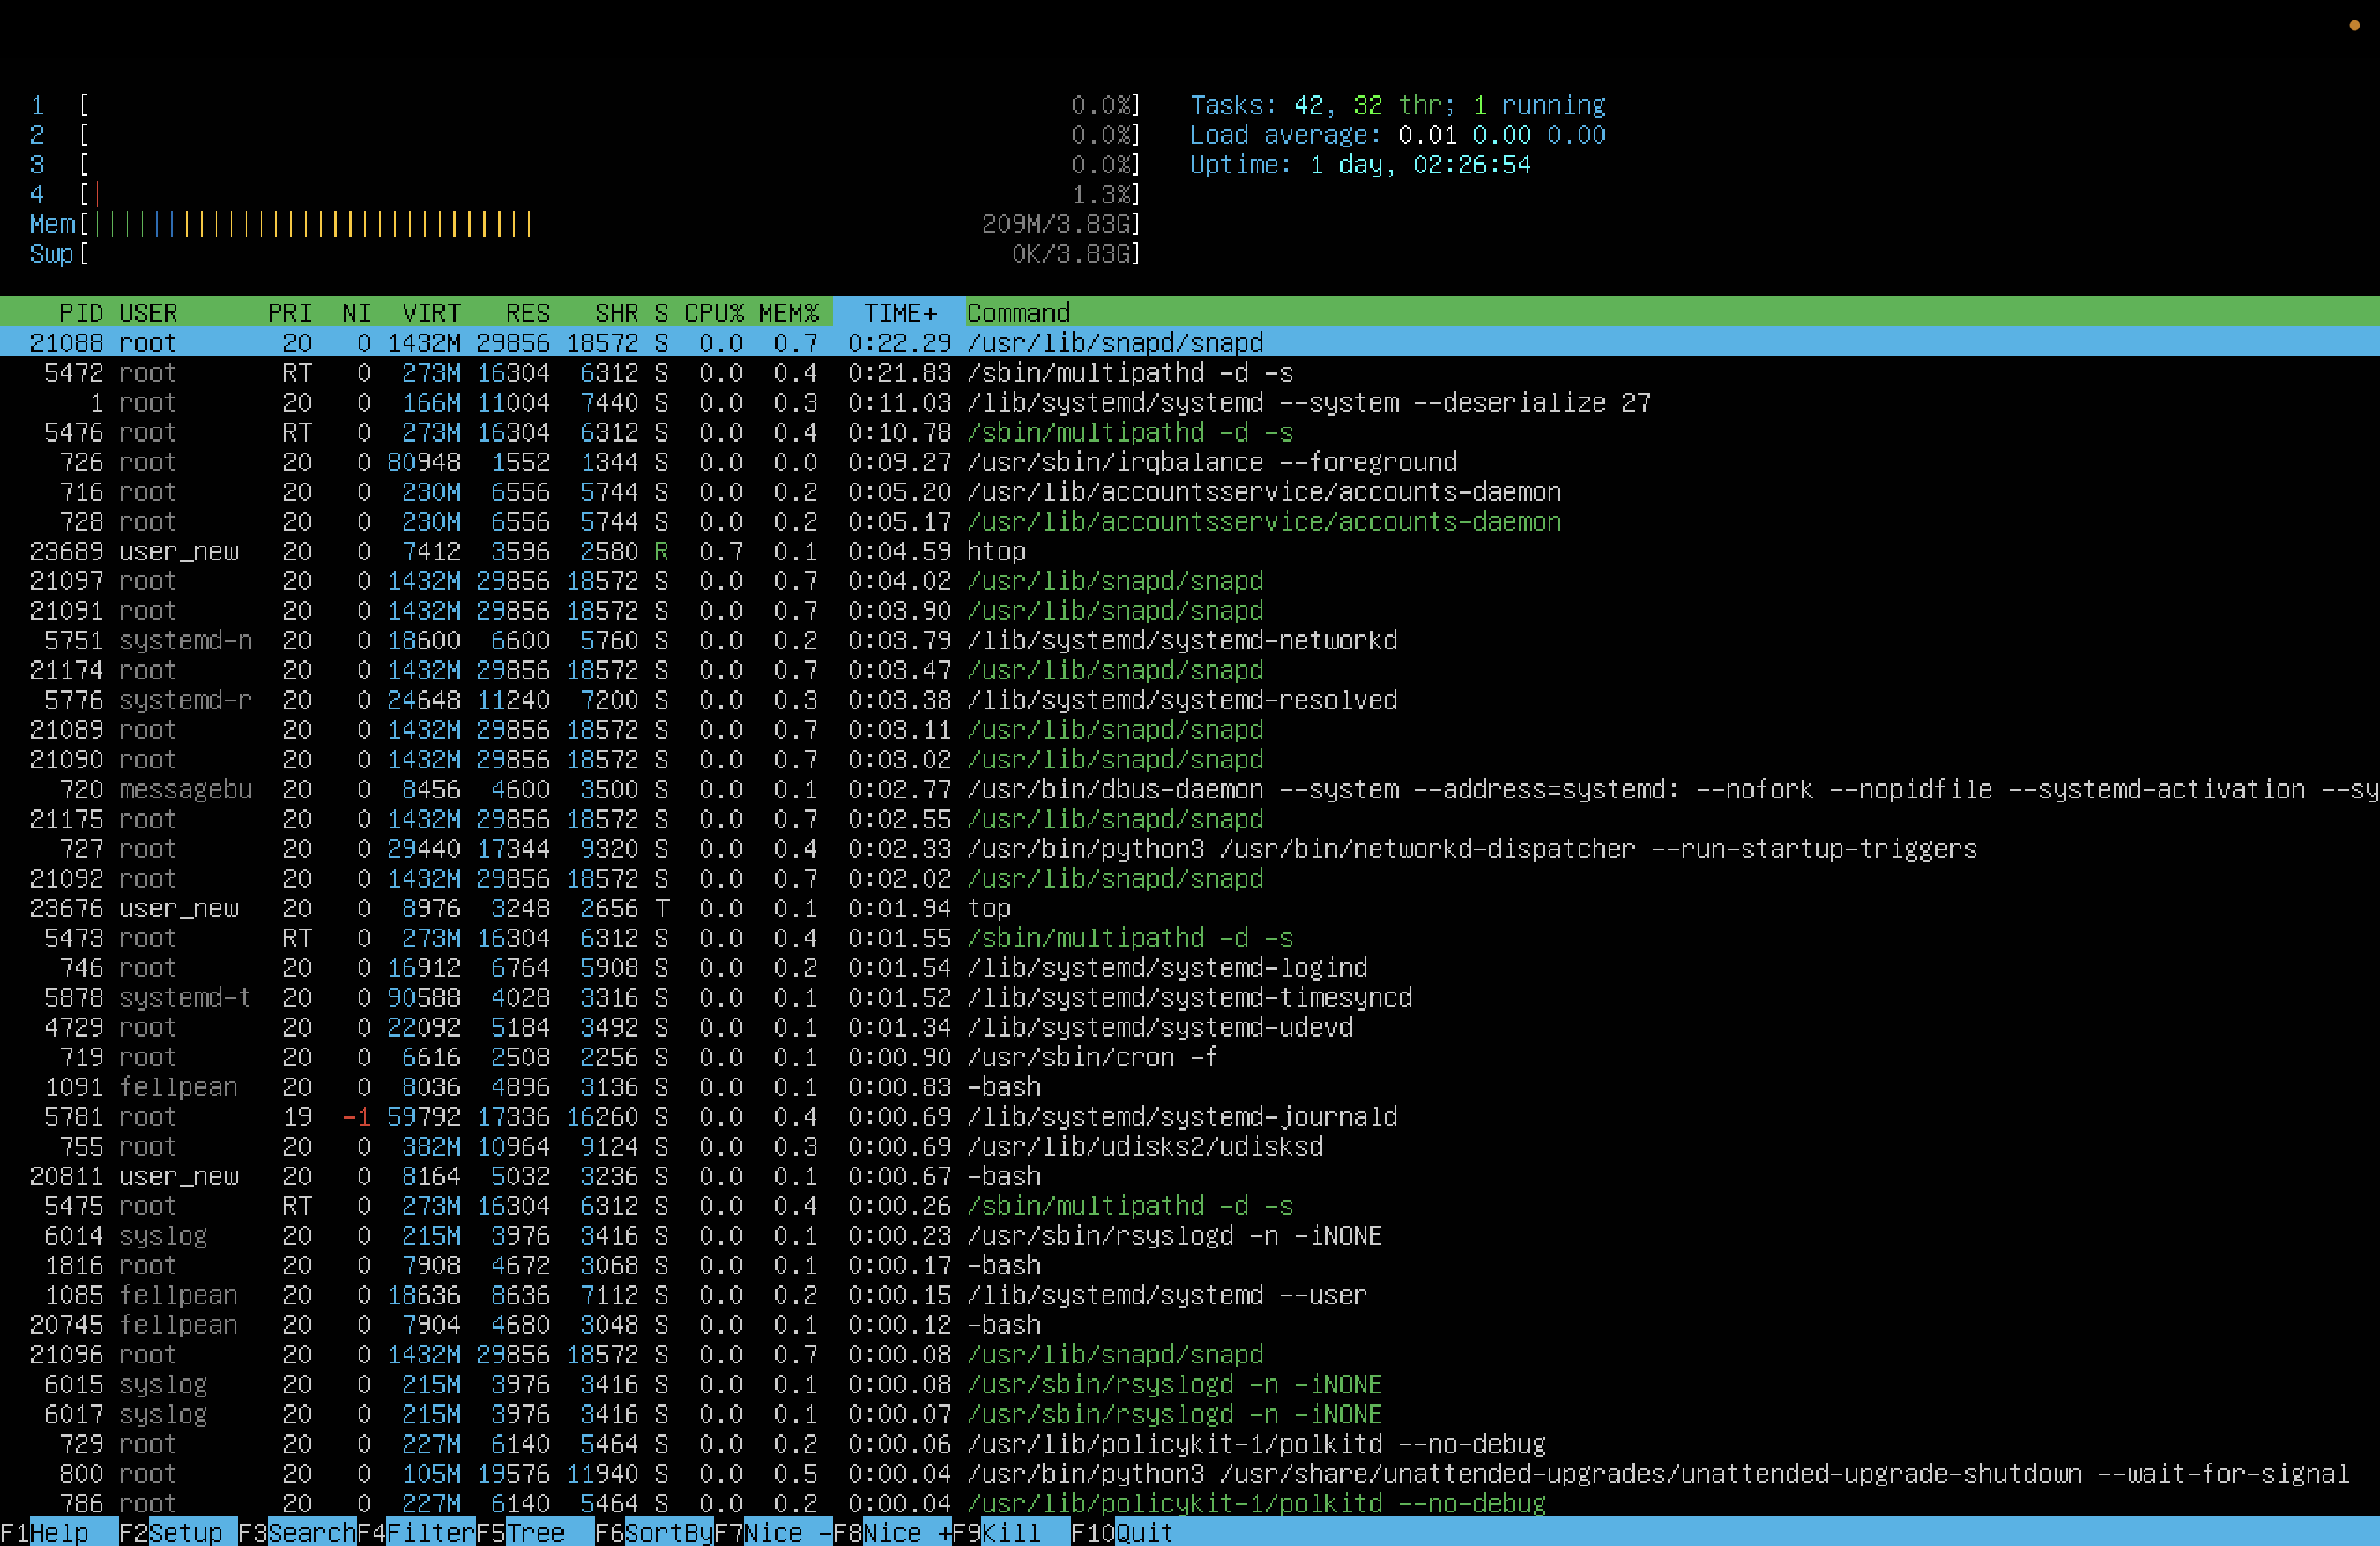 1 [ 0.0%] Tasks: 42, 32 thr; 1 running
2 [ 0.0%] Load average: 0.01 0.00 0.00
3 [ 0.0%] Uptime: 1 day, 02:26:54
4 [| 1.3%]
Mem[|||||||||||||||||||||||||||||| 209M/3.83G]
Swp[ 0K/3.83G]
PID USER PRI NI VIRT RES SHR S CPU% MEM% TIME+ Command
21088 root 20 0 1432M 29856 18572 S 0.0 0.7 0:22.29 /usr/lib/snapd/snapd
5472 root RT 0 273M 16304 6312 S 0.0 0.4 0:21.83 /sbin/multipathd -d -s
1 root 20 0 166M 11004 7440 S 0.0 0.3 0:11.03 /lib/systemd/systemd --system --deserialize 27
5476 root RT 0 273M 16304 6312 S 0.0 0.4 0:10.78 /sbin/multipathd -d -s
726 root 20 0 80948 1552 1344 S 0.0 0.0 0:09.27 /usr/sbin/irqbalance --foreground
716 root 20 0 230M 6556 5744 S 0.0 0.2 0:05.20 /usr/lib/accountsservice/accounts-daemon
728 root 20 0 230M 6556 5744 S 0.0 0.2 0:05.17 /usr/lib/accountsservice/accounts-daemon
23689 user_new 20 0 7412 3596 2580 R 0.7 0.1 0:04.59 htop
21097 root 20 0 1432M 29856 18572 S 0.0 0.7 0:04.02 /usr/lib/snapd/snapd
21091 root 20 0 1432M 29856 18572 S 0.0 0.7 0:03.90 /usr/lib/snapd/snapd
5751 systemd-n 20 0 18600 6600 5760 S 0.0 0.2 0:03.79 /lib/systemd/systemd-networkd
21174 root 20 0 1432M 29856 18572 S 0.0 0.7 0:03.47 /usr/lib/snapd/snapd
5776 systemd-r 20 0 24648 11240 7200 S 0.0 0.3 0:03.38 /lib/systemd/systemd-resolved
21089 root 20 0 1432M 29856 18572 S 0.0 0.7 0:03.11 /usr/lib/snapd/snapd
21090 root 20 0 1432M 29856 18572 S 0.0 0.7 0:03.02 /usr/lib/snapd/snapd
720 messagebu 20 0 8456 4600 3500 S 0.0 0.1 0:02.77 /usr/bin/dbus-daemon --system --address=systemd: --nofork --nopidfile --systemd-activation --sy
21175 root 20 0 1432M 29856 18572 S 0.0 0.7 0:02.55 /usr/lib/snapd/snapd
727 root 20 0 29440 17344 9320 S 0.0 0.4 0:02.33 /usr/bin/python3 /usr/bin/networkd-dispatcher --run-startup-triggers
21092 root 20 0 1432M 29856 18572 S 0.0 0.7 0:02.02 /usr/lib/snapd/snapd
23676 user_new 20 0 8976 3248 2656 T 0.0 0.1 0:01.94 top
5473 root RT 0 273M 16304 6312 S 0.0 0.4 0:01.55 /sbin/multipathd -d -s
746 root 20 0 16912 6764 5908 S 0.0 0.2 0:01.54 /lib/systemd/systemd-logind
5878 systemd-t 20 0 90588 4028 3316 S 0.0 0.1 0:01.52 /lib/systemd/systemd-timesyncd
4729 root 20 0 22092 5184 3492 S 0.0 0.1 0:01.34 /lib/systemd/systemd-udevd
719 root 20 0 6616 2508 2256 S 0.0 0.1 0:00.90 /usr/sbin/cron -f
1091 fellpean 20 0 8036 4896 3136 S 0.0 0.1 0:00.83 -bash
5781 root 19 -1 59792 17336 16260 S 0.0 0.4 0:00.69 /lib/systemd/systemd-journald
755 root 20 0 382M 10964 9124 S 0.0 0.3 0:00.69 /usr/lib/udisks2/udisksd
20811 user_new 20 0 8164 5032 3236 S 0.0 0.1 0:00.67 -bash
5475 root RT 0 273M 16304 6312 S 0.0 0.4 0:00.26 /sbin/multipathd -d -s
6014 syslog 20 0 215M 3976 3416 S 0.0 0.1 0:00.23 /usr/sbin/rsyslogd -n -iNONE
1816 root 20 0 7908 4672 3068 S 0.0 0.1 0:00.17 -bash
1085 fellpean 20 0 18636 8636 7112 S 0.0 0.2 0:00.15 /lib/systemd/systemd --user
20745 fellpean 20 0 7904 4680 3048 S 0.0 0.1 0:00.12 -bash
21096 root 20 0 1432M 29856 18572 S 0.0 0.7 0:00.08 /usr/lib/snapd/snapd
6015 syslog 20 0 215M 3976 3416 S 0.0 0.1 0:00.08 /usr/sbin/rsyslogd -n -iNONE
6017 syslog 20 0 215M 3976 3416 S 0.0 0.1 0:00.07 /usr/sbin/rsyslogd -n -iNONE
729 root 20 0 227M 6140 5464 S 0.0 0.2 0:00.06 /usr/lib/policykit-1/polkitd --no-debug
800 root 20 0 105M 19576 11940 S 0.0 0.5 0:00.04 /usr/bin/python3 /usr/share/unattended-upgrades/unattended-upgrade-shutdown --wait-for-signal
786 root 20 0 227M 6140 5464 S 0.0 0.2 0:00.04 /usr/lib/policykit-1/polkitd --no-debug
F1Help F2Setup F3SearchF4FilterF5Tree F6SortByF7Nice -F8Nice +F9Kill F10Quit